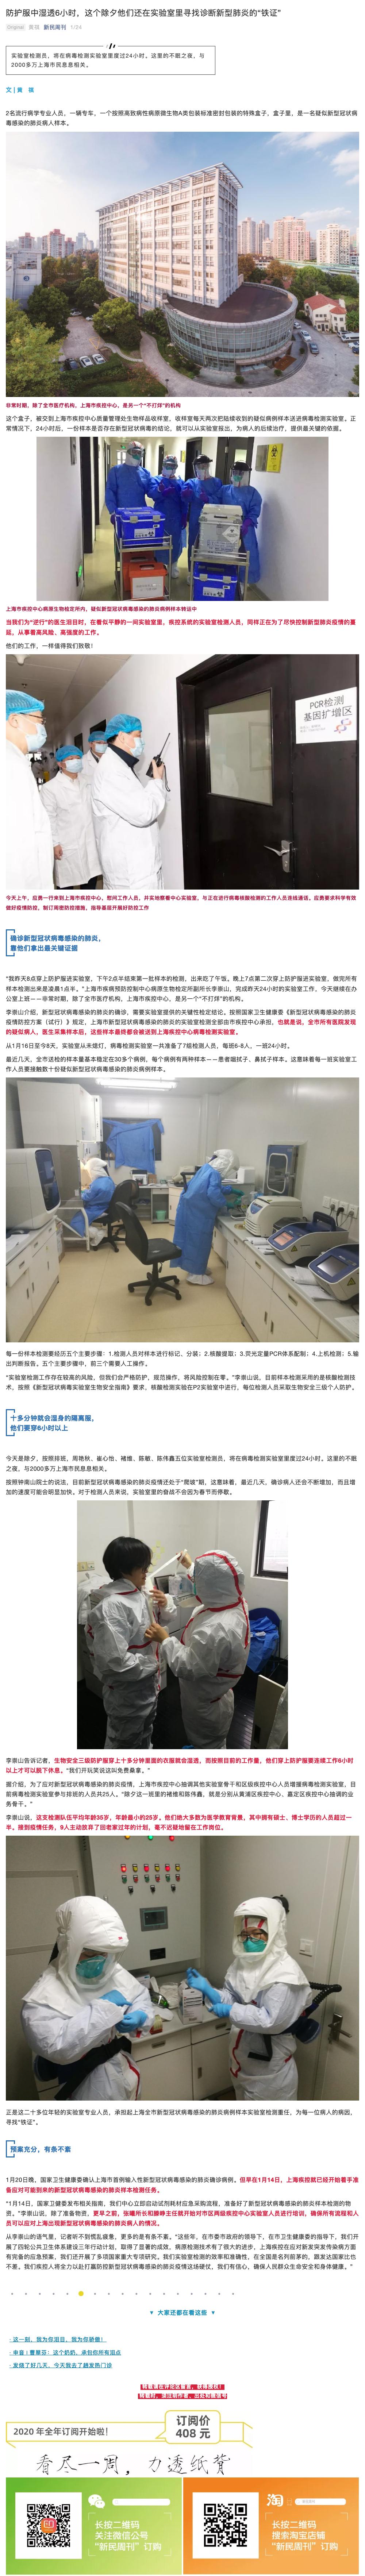 防护服中湿透6小时，这个除夕他们还在实验室里寻找诊断新型肺炎的“铁证”
Original 黄祺 新民周刊 1/24
实验室检测员，将在病毒检测实验室里度过24小时。这里的不眠之夜，与
2000多万上海市民息息相关。
文 | 黄 祺
2名流行病学专业人员，一辆专车，一个按照高致病性病原微生物A类包装标准密封包装的特殊盒子，盒子里，是一名疑似新型冠状病
毒感染的肺炎病人样本。
非常时期，除了全市医疗机构，上海市疾控中心，是另一个“不打烊”的机构
这个盒子，被交到上海市疾控中心质量管理处生物样品收样室，收样室每天两次把陆续收到的疑似病例样本送进病毒检测实验室。正
常情况下，24小时后，一份样本是否存在新型冠状病毒的结论，就可以从实验室报出，为病人的后续治疗，提供最关键的依据。
上海市疾控中心病原生物检定所内，疑似新型冠状病毒感染的肺炎病例样本转运中
当我们为“逆行”的医生泪目时，在看似平静的一间实验室里，疾控系统的实验室检测人员，同样正在为了尽快控制新型肺炎疫情的蔓
延，从事着高风险、高强度的工作。
他们的工作，一样值得我们致敬！
PCR检测
基因扩增区
今天上午，应勇一行来到上海市疾控中心，慰问工作人员，并实地察看中心实验室，与正在进行病毒核酸检测的工作人员连线通话。应勇要求科学有效
做好疫情防控，制订周密防控措施，指导基层开展好防控工作
确诊新型冠状病毒感染的肺炎，
靠他们拿出最关键证据
“我昨天8点穿上防护服进实验室，下午2点半结束第一批样本的检测，出来吃了午饭。晚上7点第二次穿上防护服进实验室，做完所有
样本检测出来是凌晨1点半。”上海市疾病预防控制中心病原生物检定所副所长李崇山，完成昨天24小时的实验室工作，今天继续在办
公室上班——非常时期，除了全市医疗机构，上海市疾控中心，是另一个“不打烊”的机构。
李崇山介绍，新型冠状病毒感染的肺炎的确诊，需要实验室提供的关键性检定结论。按照国家卫生健康委《新型冠状病毒感染的肺炎
疫情防控方案（试行）》规定，上海市新型冠状病毒感染的肺炎的实验室检测全部由市疾控中心承担，也就是说，全市所有医院发现
的疑似病人，医生采集样本后，这些样本最终都会被送到上海疾控中心病毒检测实验室。
从1月16日至今8天，实验室从未熄灯，病毒检测实验室一共准备了7组检测人员，每班6-8人，一班24小时。
最近几天，全市送检的样本量基本稳定在30多个病例，每个病例有两种样本——患者咽拭子、鼻拭子样本。这意味着每一班实验室工
作人员要接触数十份疑似新型冠状病毒感染的肺炎病例样本。
每一份样本检测要经历五个主要步骤：1.检测人员对样本进行标记、分装；2.核酸提取；3.荧光定量PCR体系配制；4.上机检测；5.输
出判断报告。五个主要步骤中，前三个需要人工操作。
“实验室检测工作存在较高的风险，但我们会严格防护，规范操作，将风险控制在零。”李崇山说，目前样本检测采用的是核酸检测技
术，按照《新型冠状病毒实验室生物安全指南》要求，核酸检测实验在P2实验室中进行，每位检测人员采取生物安全三级个人防护。
十多分钟就会湿身的隔离服，
他们要穿6小时以上
今天是除夕，按照排班，周艳秋、崔心怡、褚维、陈敏、陈伟鑫五位实验室检测员，将在病毒检测实验室里度过24小时。这里的不眠
之夜，与2000多万上海市民息息相关。
按照钟南山院士的说法，目前新型冠状病毒感染的肺炎疫情还处于“爬坡”期，这意味着，最近几天，确诊病人还会不断增加，而且增
加的速度可能会明显加快。对于检测人员来说，实验室里的奋战不会因为春节而停歇。
李崇山告诉记者，生物安全三级防护服穿上十多分钟里面的衣服就会湿透。而按照目前的工作量，他们穿上防护服要连续工作6小时
以上才可以脱下休息。“我们开玩笑说这叫免费桑拿。”
据介绍，为了应对新型冠状病毒感染的肺炎疫情，上海市疾控中心抽调其他实验室骨干和区级疾控中心人员增援病毒检测实验室，目
前病毒检测实验室参与排班的人员共25人。“除夕这一班里的褚维和陈伟鑫，就是分别从黄浦区疾控中心、嘉定区疾控中心抽调的业
务骨干。”
李崇山说，这支检测队伍平均年龄35岁，年龄最小的25岁。他们绝大多数为医学教育背景，其中拥有硕士、博士学历的人员超过一
半。接到疫情任务，9人主动放弃了回老家过年的计划，毫不迟疑地留在工作岗位。
正是这二十多位年轻的实验室专业人员，承担起上海全市新型冠状病毒感染的肺炎病例样本实验室检测重任，为每一位病人的病因，
寻找“铁证”。
预案充分，有条不紊
1月20日晚，国家卫生健康委确认上海市首例输入性新型冠状病毒感染的肺炎确诊病例。但早在1月14日，上海疾控就已经开始着手准
备应对可能到来的新型冠状病毒感染的肺炎样本检测任务。
“1月14日，国家卫健委发布相关指南，我们中心立即启动试剂耗材应急采购流程，准备好了新型冠状病毒感染的肺炎样本检测的物
资。”李崇山说，除了准备物资，更早之前，张曦所长和滕峥主任就开始对市区两级疾控中心实验室人员进行培训，确保所有流程和人
员可以应对上海出现新型冠状病毒感染的肺炎病人的情况。
从李崇山的语气里，记者听不到慌乱疲惫，更多的是有条不紊。“这些年，在市委市政府的领导下，在市卫生健康委的指导下，我们开
展了四轮公共卫生体系建设三年行动计划，取得了显著的成效，病原检测技术有了很大的进步，上海疾控在应对新发突发传染病方面
有完备的应急预案，我们还开展了多项国家重大专项研究。我们实验室检测的效率和准确性，在全国是名列前茅的，跟发达国家比也
不差。我们疾控人将全力以赴打赢防控新型冠状病毒感染的肺炎疫情这场硬仗，我们有信心，确保人民群众生命安全和身体健康。”
▼ 大家还都在看这些 ▼
· 这一刻，我为你泪目，我为你骄傲！
· 申音 | 曹景芬：这个奶奶，承包你所有泪点
· 发烧了好几天，今天我去了趟发热门诊
2020 年全年订阅开始啦！
订阅价
408 元
看尽一周，力透纸背
长按二维码
关注微信公号
“新民周刊”订购
淘
长按二维码
搜索淘宝店铺
“新民周刊”订购